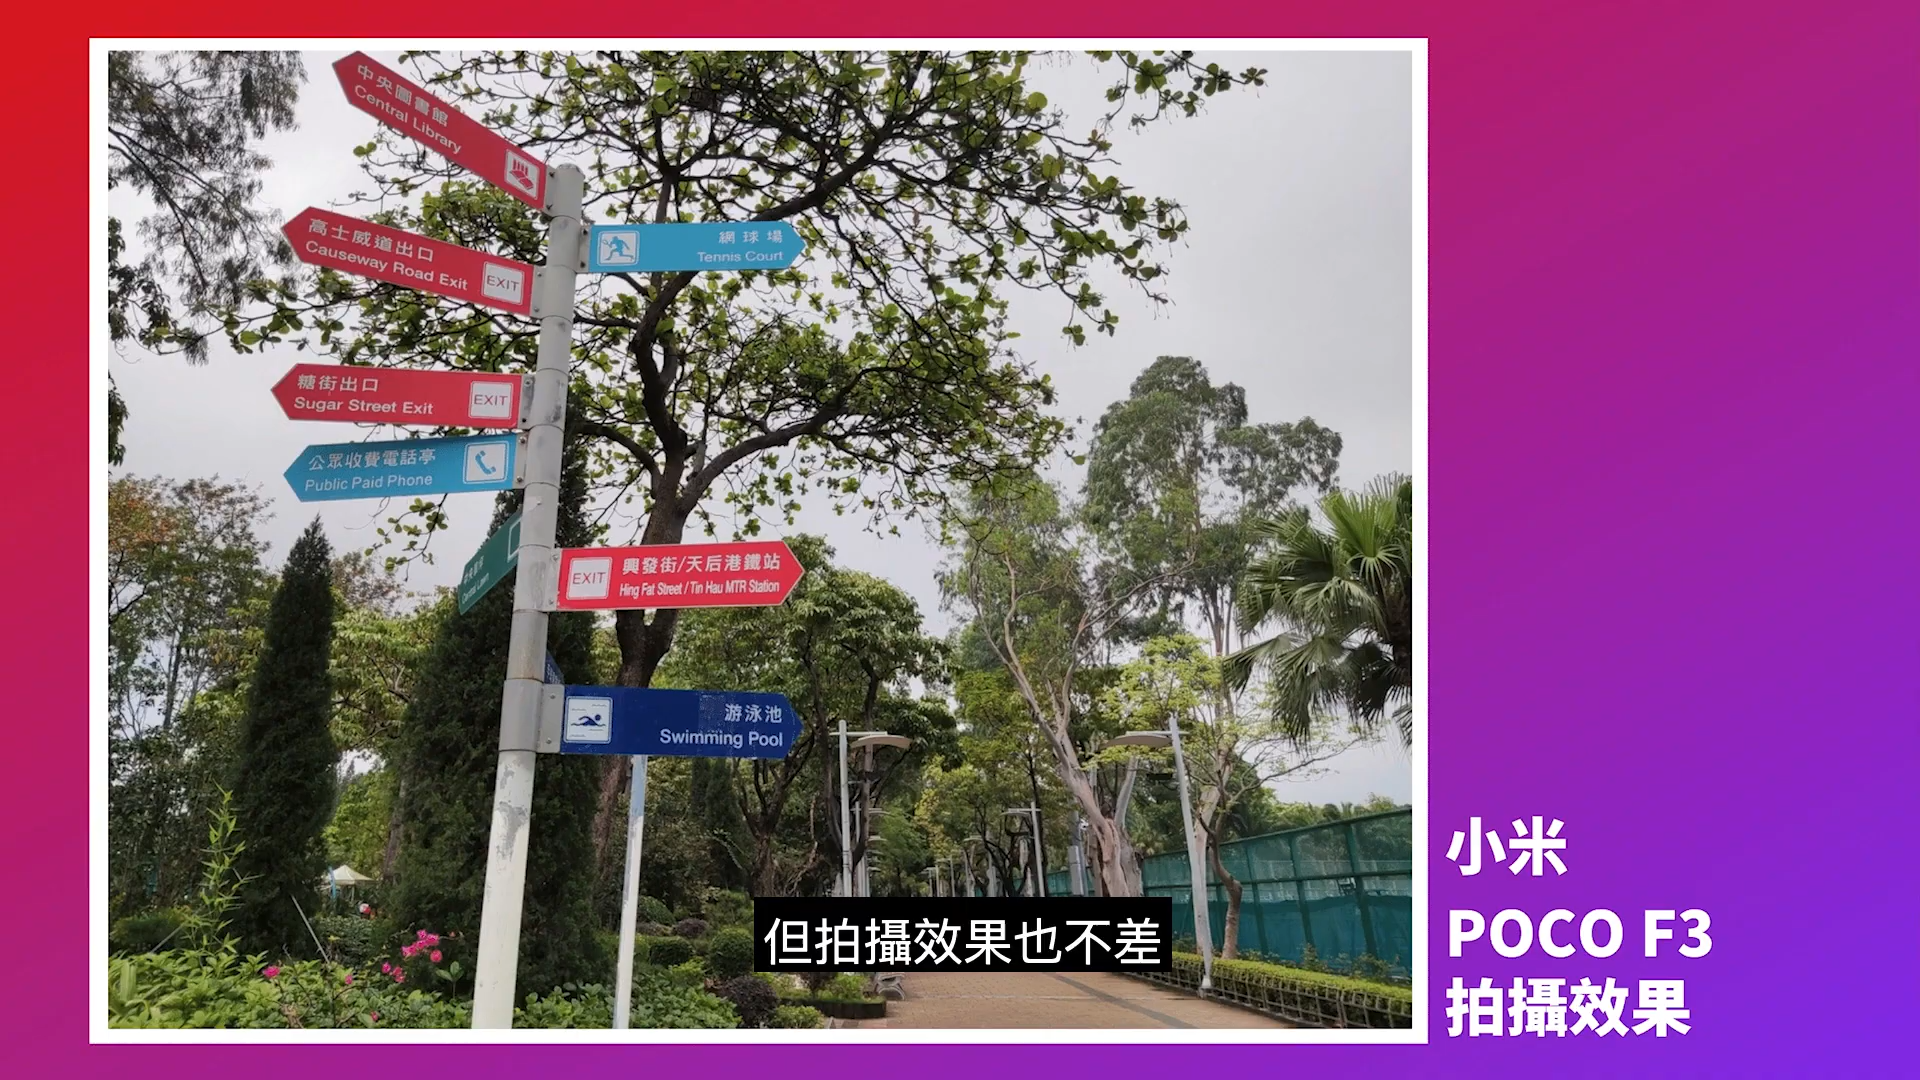 中央圖書館
Central Library
高士威道出口
Causeway Road Exit
EXIT
網球場
Tennis Court
糖街出口
Sugar Street Exit
EXIT
公眾收費電話亭
Public Paid Phone
EXIT
興發街/天后港鐵站
Hing Fat Street / Tin Hau MTR Station
游泳池
Swimming Pool
但拍攝效果也不差
小米
POCO F3
拍攝效果